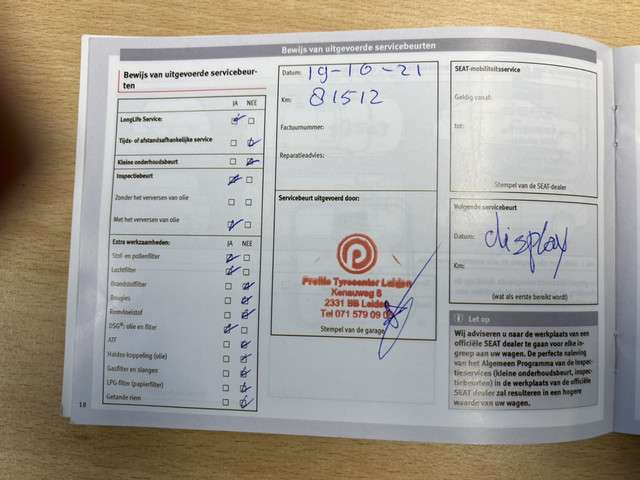 Bewijs van uitgevoerde servicebeurten
Bewijs van uitgevoerde servicebeur-
ten
JA NEE
LongLife Service:
Tijds- of afstandsafhankelijke service
Kleine onderhoudsbeurt
Inspectiebeurt
Zonder het verversen van olie
Met het verversen van olie
Extra werkzaamheden: JA NEE
Stof- en pollenfilter
Luchtfilter
Brandstoffilter
Bougies
Remvloeistof
DSG®: olie en filter
ATF
Haldex-koppeling (olie)
Gasfilter en slangen
LPG-filter (papierfilter)
Getande riem
18
Datum: 19-10-21
Km: 81512
Factuurnummer:
Reparatieadvies:
Servicebeurt uitgevoerd door:
Profile Tyrecenter Leiden
Kenauweg 8
2331 BB Leiden
Tel 071 579 09
Stempel van de garage
SEAT-mobiliteitsservice
Geldig vanaf:
tot:
Stempel van de SEAT-dealer
Volgende servicebeurt
Datum: display
Km:
(wat als eerste bereikt wordt)
Let op
Wij adviseren u naar de werkplaats van een
officiële SEAT dealer te gaan voor elke in-
greep aan uw wagen. De perfecte naleving
van het Algemeen Programma van de inspec-
tieservices (kleine onderhoudsbeurt, inspec-
tiebeurten) in de werkplaats van de officiële
SEAT dealer zal resulteren in een hogere
waarde van uw wagen.